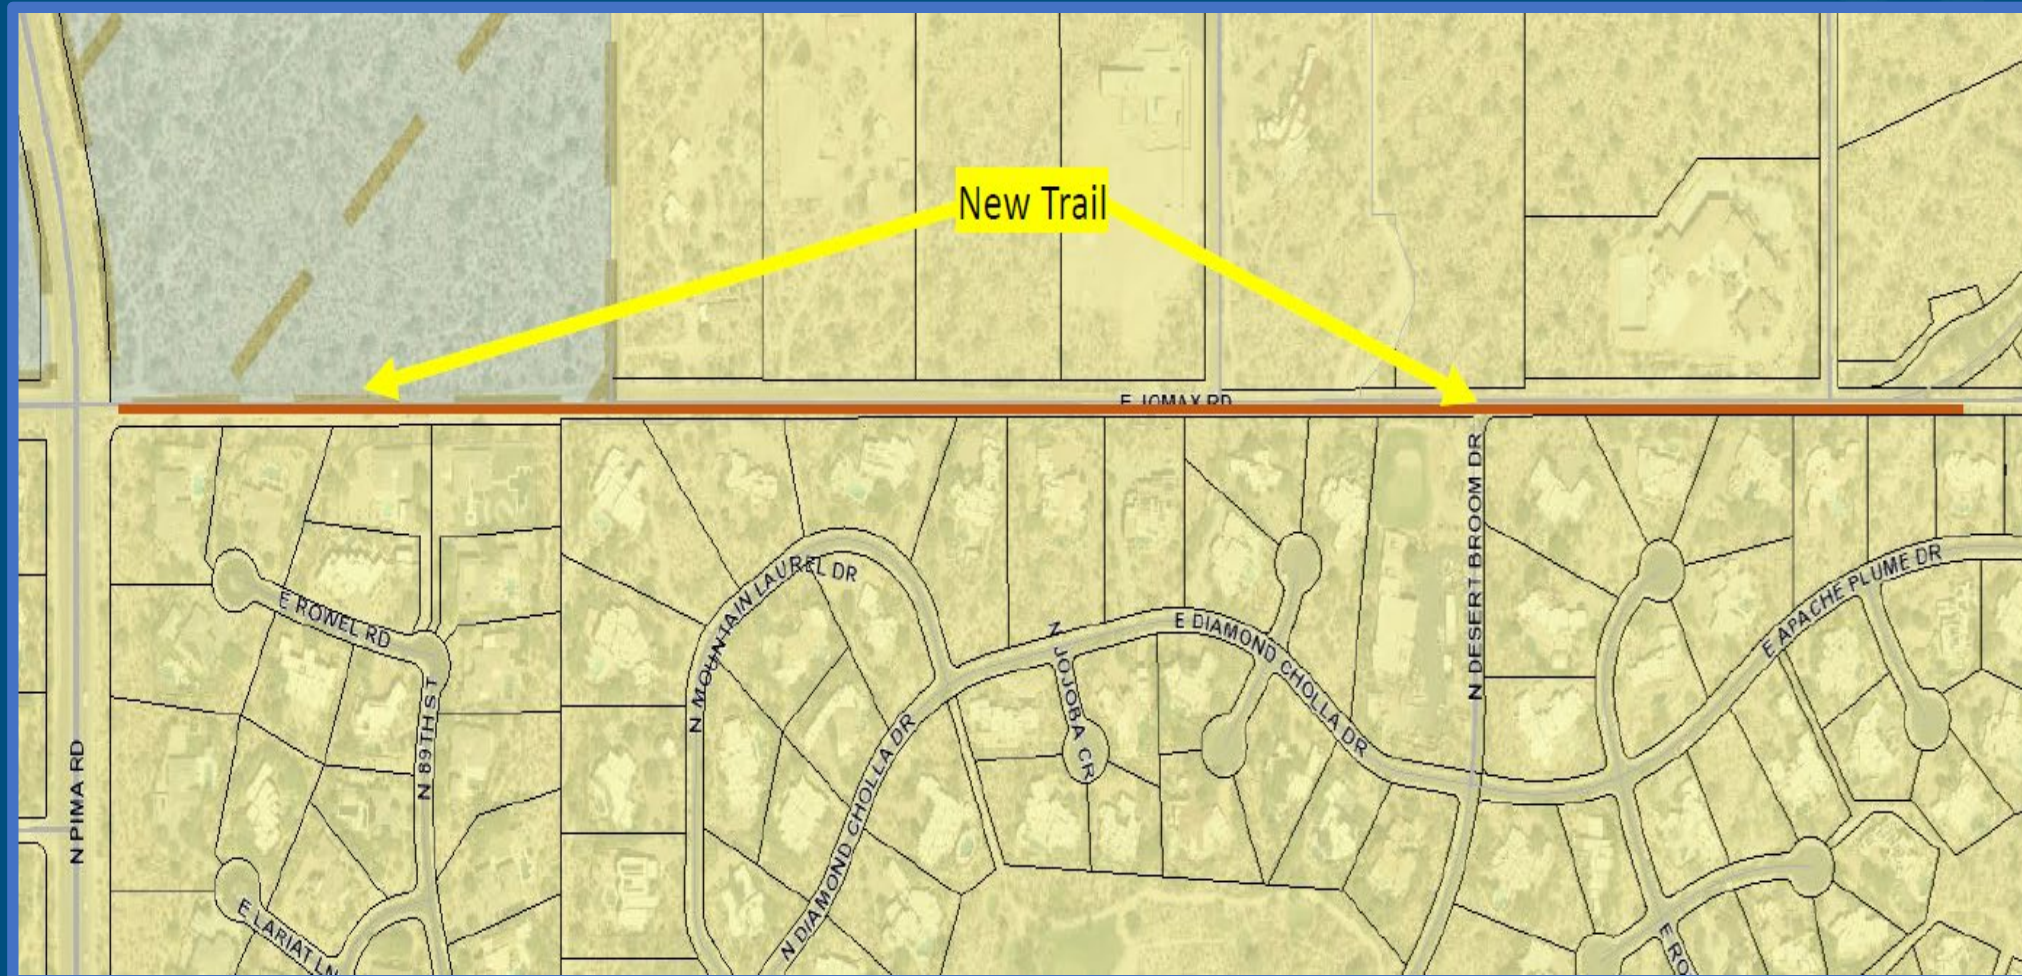 New Trail
E JOMAX RD
N MOUNTAIN LAUREL DR
E ROWEL RD
N 89TH ST
N PIMA RD
E LARIAT LN
N DIAMOND CHOLLA DR
N JOJOBA CR
E DIAMOND CHOLLA DR
N DESERT BROOM DR
E APACHE PLUME DR
E RO